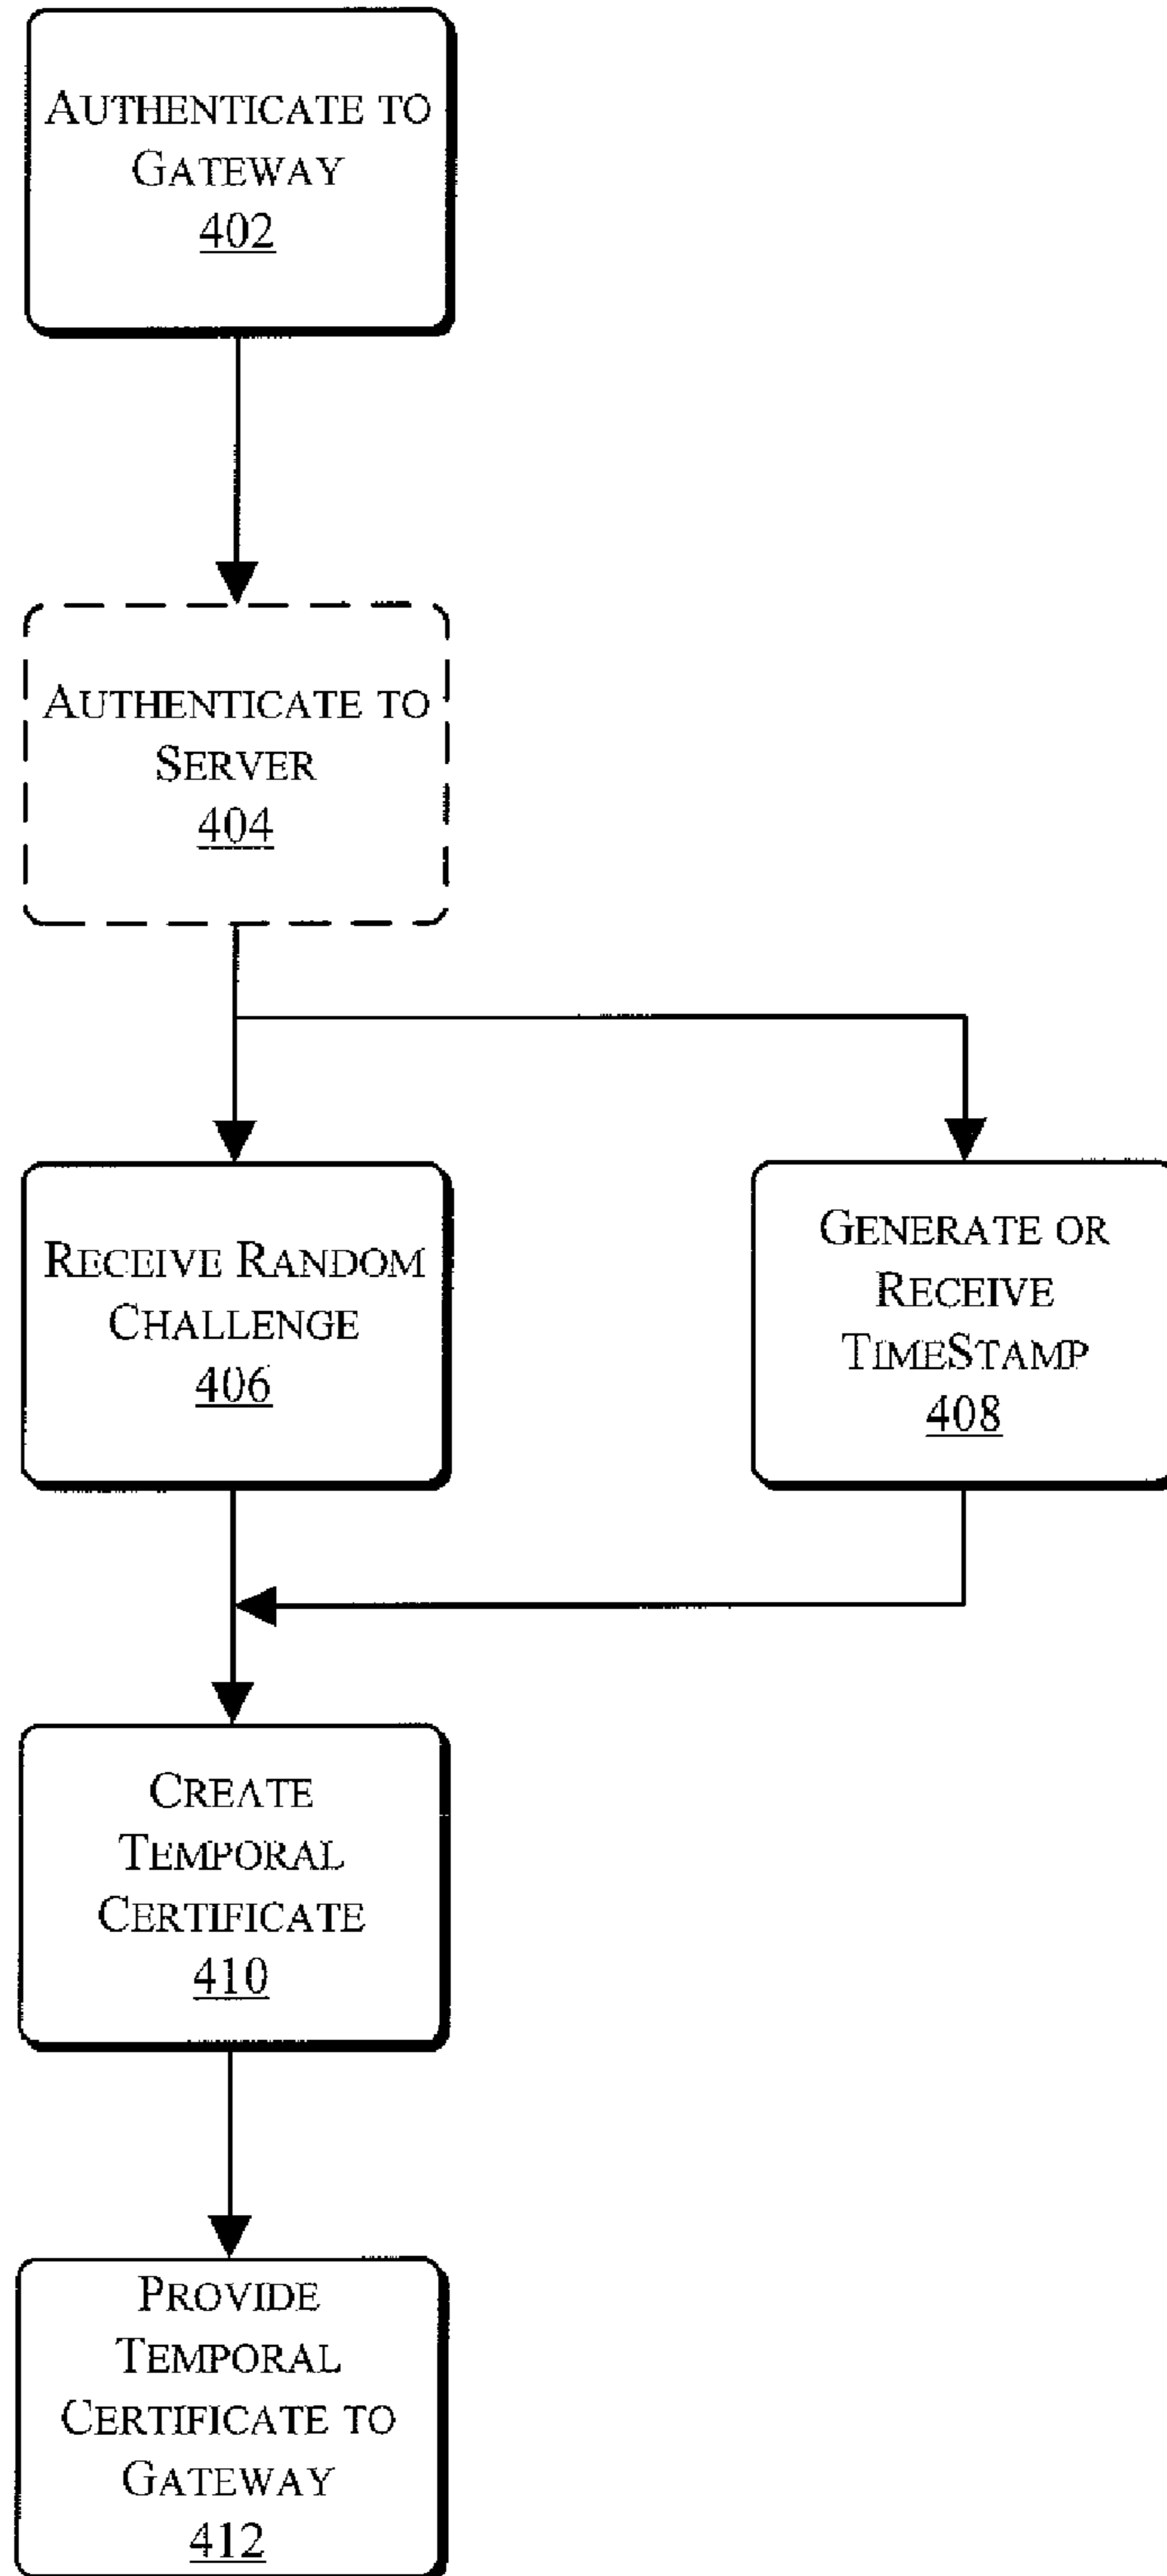 AUTHENTICATE TO
GATEWAY
402
AUTHENTICATE TO
SERVER
404
RECEIVE RANDOM
CHALLENGE
406
GENERATE OR
RECEIVE
TIMESTAMP
408
CREATE
TEMPORAL
CERTIFICATE
410
PROVIDE
TEMPORAL
CERTIFICATE TO
GATEWAY
412